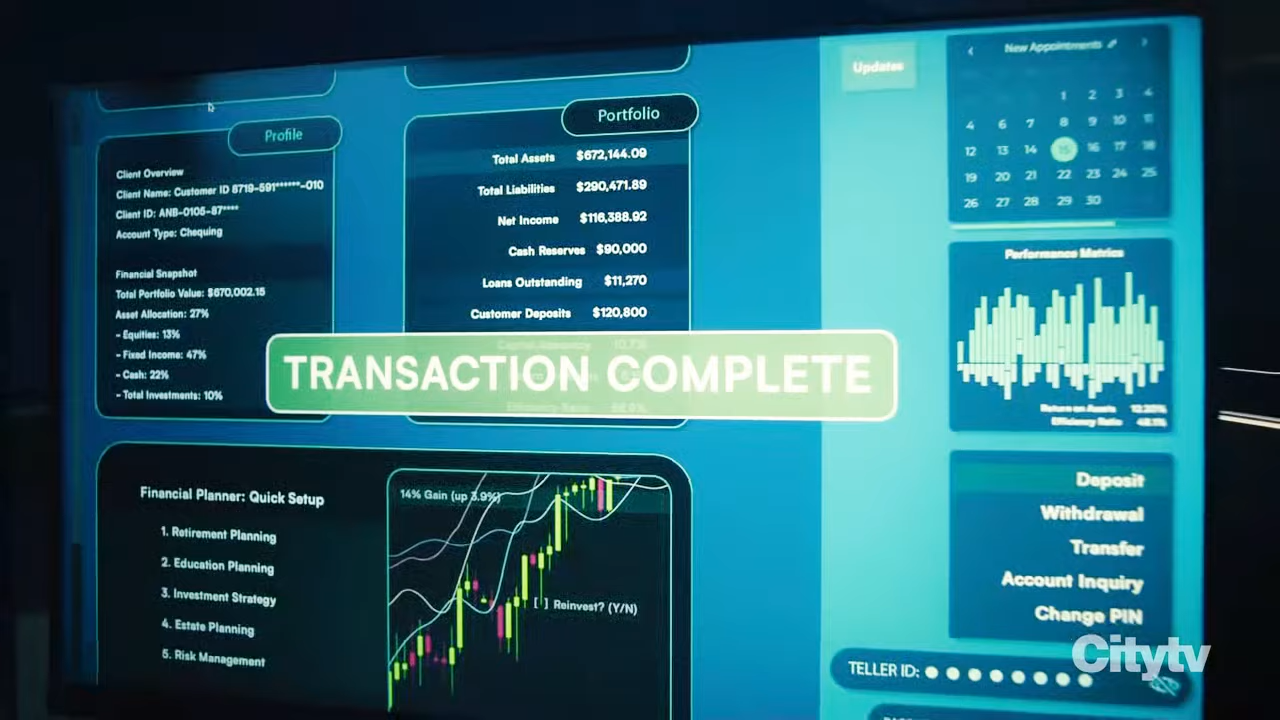 Profile
Client Overview
Client Name: Customer ID 8719-591******-010
Client ID: ANB-0105-87****
Account Type: Chequing
Financial Snapshot
Total Portfolio Value: $670,002.15
Asset Allocation: 27%
- Equities: 13%
- Fixed Income: 47%
- Cash: 22%
- Total Investments: 10%
Portfolio
Total Assets $672,144.09
Total Liabilities $290,471.89
Net Income $116,388.92
Cash Reserves $90,000
Loans Outstanding $11,270
Customer Deposits $120,800
TRANSACTION COMPLETE
Financial Planner: Quick Setup
1. Retirement Planning
2. Education Planning
3. Investment Strategy
4. Estate Planning
5. Risk Management
14% Gain (up 3.9%)
[ ] Reinvest? (Y/N)
Updates
< New Appointments >
1 2 3 4
4 6 7 8 9 10 11
12 13 14 15 16 17 18
19 20 21 22 23 24 25
26 27 28 29 30
Performance Metrics
Return on Assets
Efficiency Ratio
Deposit
Withdrawal
Transfer
Account Inquiry
Change PIN
Citytv
TELLER ID: